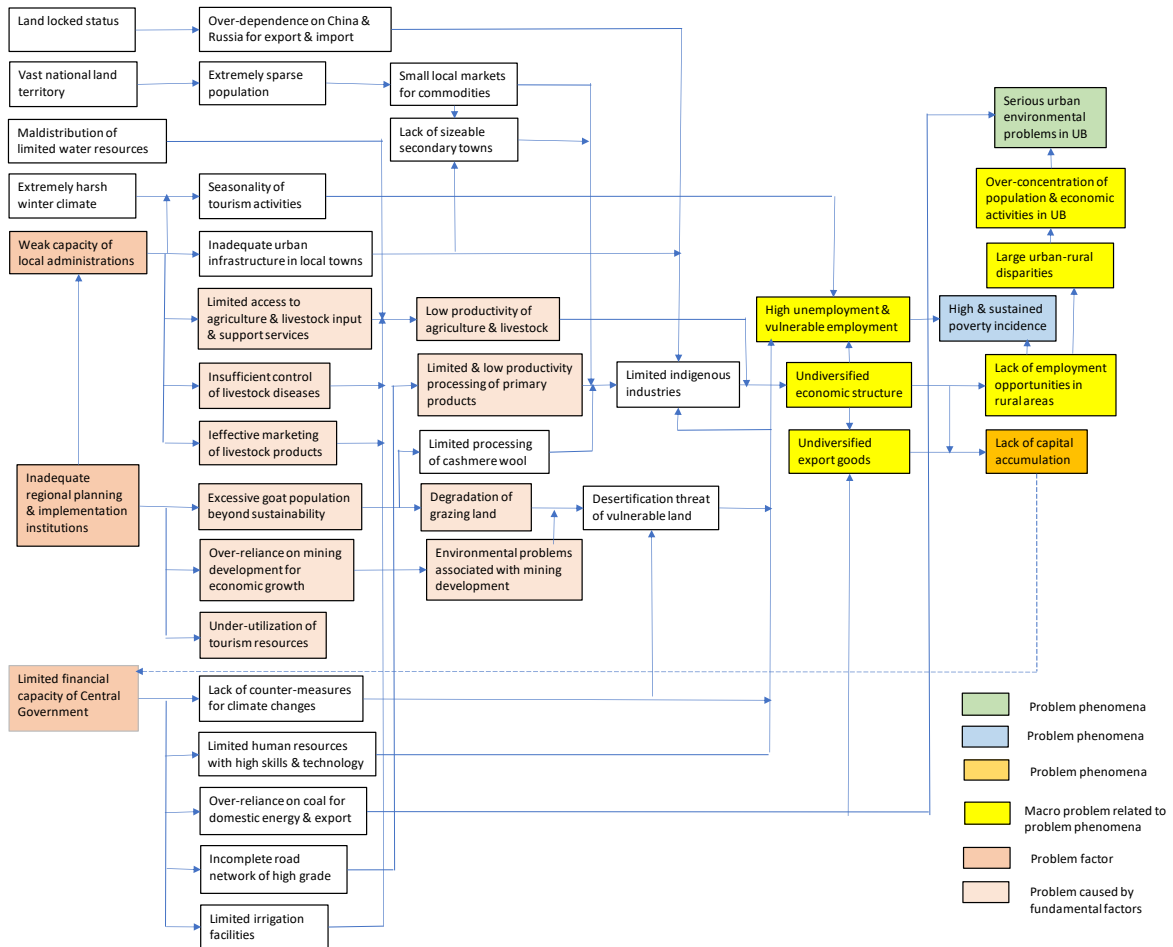 Land locked status
Over-dependence on China &
Russia for export & import
Vast national land
territory
Extremely sparse
population
Small local markets
for commodities
Serious urban
environmental
problems in UB
Maldistribution of
limited water resources
Lack of sizeable
secondary towns
Extremely harsh
winter climate
Seasonality of
tourism activities
Over-concentration of
population & economic
activities in UB
Weak capacity of
local administrations
Inadequate urban
infrastructure in local towns
Large urban-rural
disparities
Limited access to
agriculture & livestock input
& support services
Low productivity of
agriculture & livestock
High unemployment &
vulnerable employment
High & sustained
poverty incidence
Insufficient control
of livestock diseases
Limited & low productivity
processing of primary
products
Limited indigenous
industries
Undiversified
economic structure
Lack of employment
opportunities in
rural areas
Ieffective marketing
of livestock products
Limited processing
of cashmere wool
Undiversified
export goods
Lack of capital
accumulation
Inadequate
regional planning
& implementation
institutions
Excessive goat population
beyond sustainability
Degradation of
grazing land
Desertification threat
of vulnerable land
Over-reliance on mining
development for
economic growth
Environmental problems
associated with mining
development
Under-utilization of
tourism resources
Limited financial
capacity of Central
Government
Lack of counter-measures
for climate changes
Limited human resources
with high skills & technology
Over-reliance on coal for
domestic energy & export
Incomplete road
network of high grade
Limited irrigation
facilities
Problem phenomena
Problem phenomena
Problem phenomena
Macro problem related to
problem phenomena
Problem factor
Problem caused by
fundamental factors